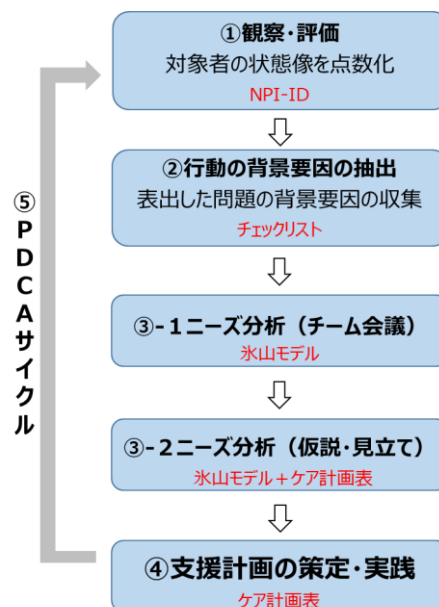 ①観察・評価
対象者の状態像を点数化
NPI-ID
②行動の背景要因の抽出
表出した問題の背景要因の収集
チェックリスト
③-１ニーズ分析（チーム会議）
氷山モデル
③-２ニーズ分析（仮説・見立て）
氷山モデル＋ケア計画表
④支援計画の策定・実践
ケア計画表
⑤PDCAサイクル